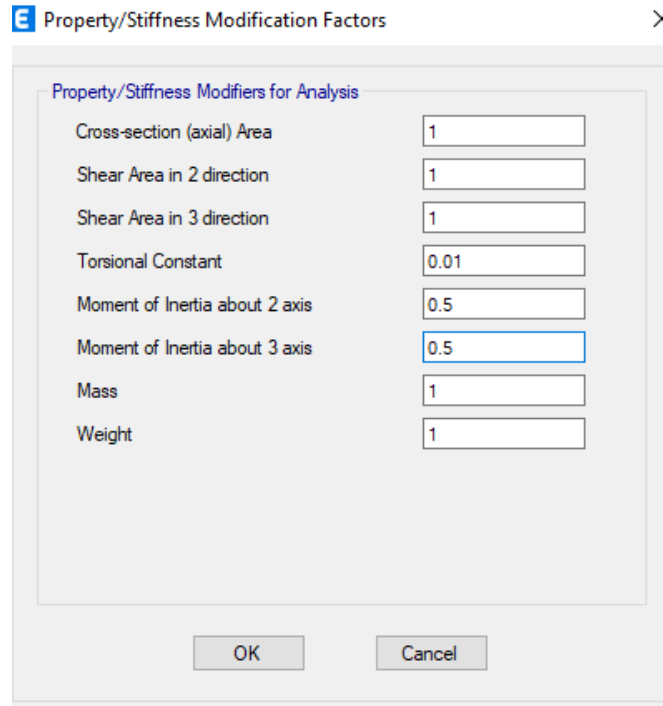 E Property/Stiffness Modification Factors
Property/Stiffness Modifiers for Analysis
Cross-section (axial) Area 1
Shear Area in 2 direction 1
Shear Area in 3 direction 1
Torsional Constant 0.01
Moment of Inertia about 2 axis 0.5
Moment of Inertia about 3 axis 0.5
Mass 1
Weight 1
OK Cancel